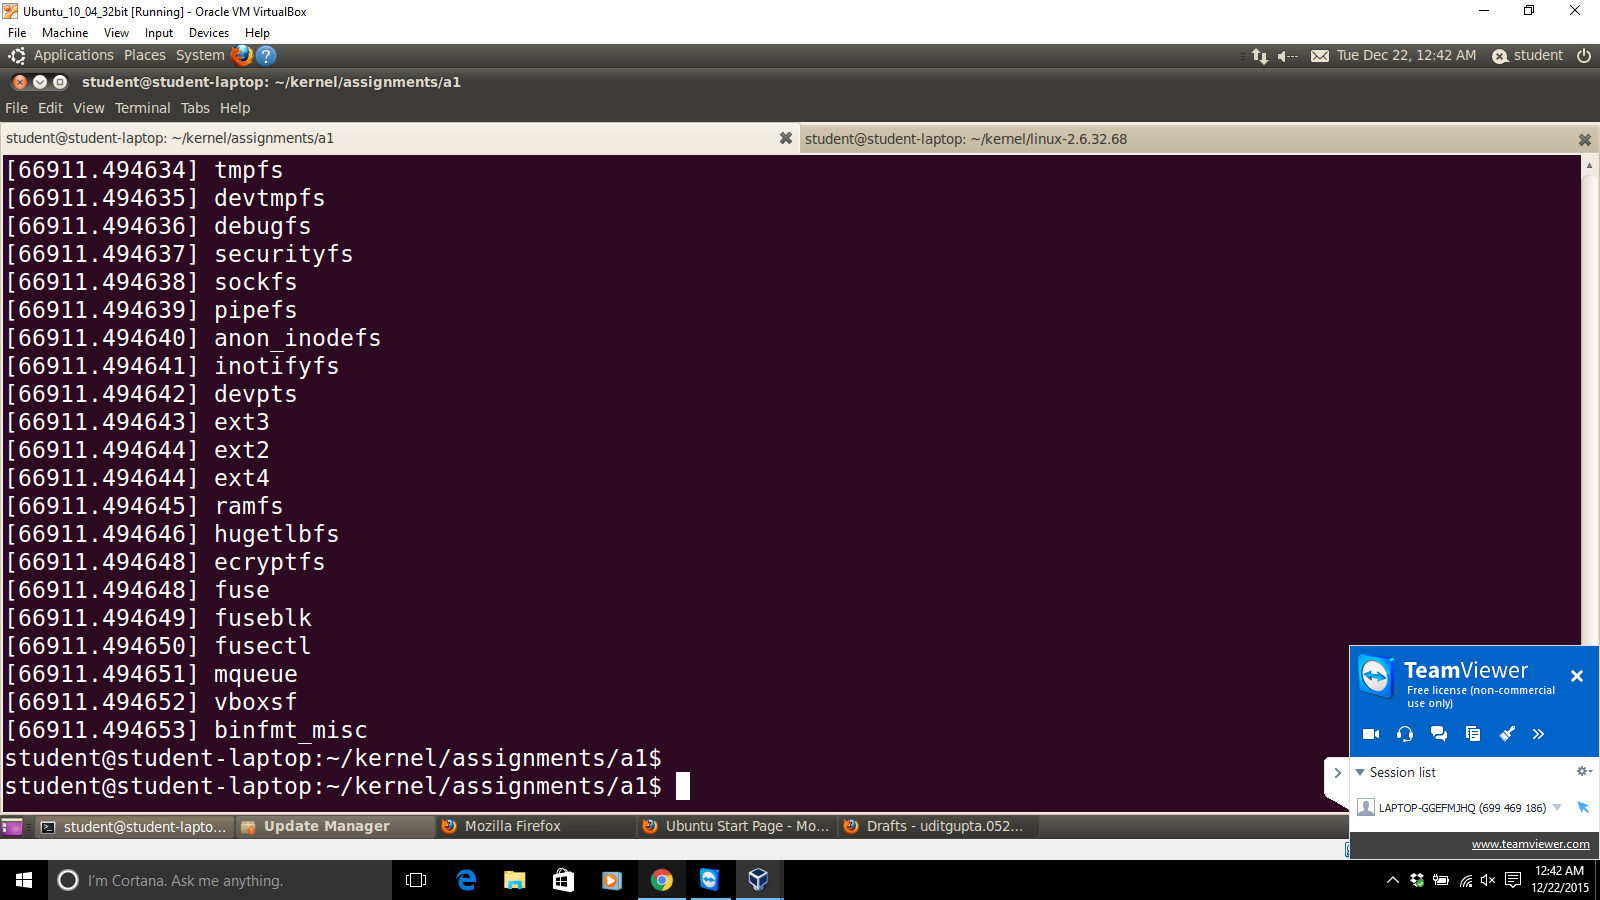 Ubuntu_10_04_32bit [Running] - Oracle VM VirtualBox
File Machine View Input Devices Help
Applications Places System ? Tue Dec 22, 12:42 AM student
student@student-laptop: ~/kernel/assignments/a1
File Edit View Terminal Tabs Help
student@student-laptop: ~/kernel/assignments/a1 student@student-laptop: ~/kernel/linux-2.6.32.68
[66911.494634] tmpfs
[66911.494635] devtmpfs
[66911.494636] debugfs
[66911.494637] securityfs
[66911.494638] sockfs
[66911.494639] pipefs
[66911.494640] anon_inodefs
[66911.494641] inotifyfs
[66911.494642] devpts
[66911.494643] ext3
[66911.494644] ext2
[66911.494644] ext4
[66911.494645] ramfs
[66911.494646] hugetlbfs
[66911.494648] ecryptfs
[66911.494648] fuse
[66911.494649] fuseblk
[66911.494650] fusectl
[66911.494651] mqueue
[66911.494652] vboxsf
[66911.494653] binfmt_misc
student@student-laptop:~/kernel/assignments/a1$
student@student-laptop:~/kernel/assignments/a1$
TeamViewer
Free license (non-commercial
use only)
Session list
LAPTOP-GGEFMJHQ (699 469 186)
www.teamviewer.com
student@student-lapto... Update Manager Mozilla Firefox Ubuntu Start Page - Mo... Drafts - uditgupta.052...
I'm Cortana. Ask me anything.
12:42 AM
12/22/2015